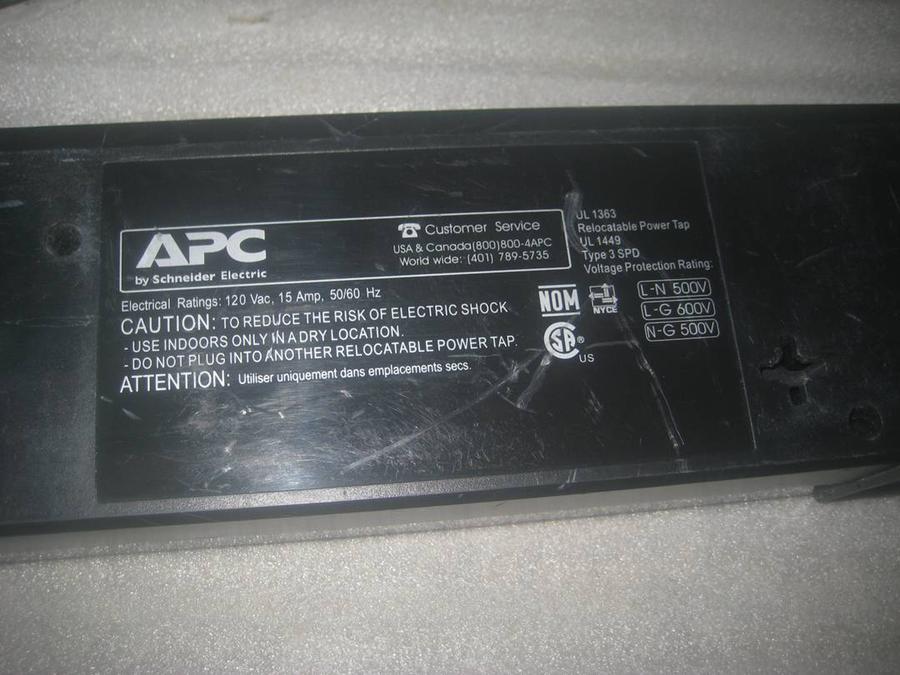 APC
by Schneider Electric
Customer Service
USA & Canada(800)800-4APC
World wide: (401) 789-5735
Electrical Ratings: 120 Vac, 15 Amp, 50/60 Hz
CAUTION: TO REDUCE THE RISK OF ELECTRIC SHOCK
- USE INDOORS ONLY IN A DRY LOCATION.
- DO NOT PLUG INTO ANOTHER RELOCATABLE POWER TAP.
ATTENTION: Utiliser uniquement dans emplacements secs.
NOM
NYCE
SA®
US
UL 1363
Relocatable Power Tap
UL 1449
Type 3 SPD
Voltage Protection Rating:
L-N 500V
L-G 600V
N-G 500V